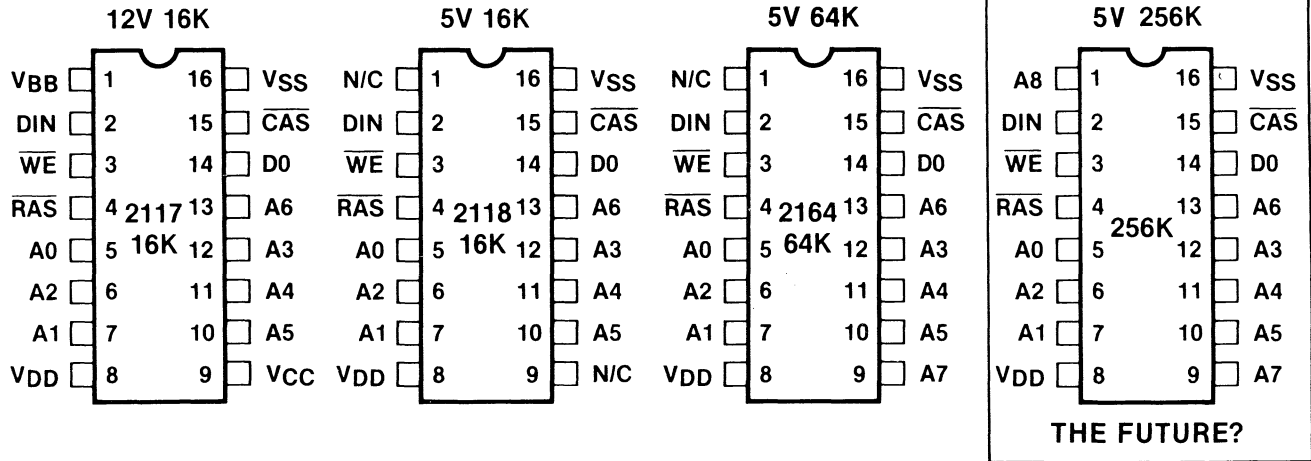 12V 16K
VBB 1 16 VSS
DIN 2 15 CAS
WE 3 14 D0
RAS 4 2117 13 A6
A0 5 16K 12 A3
A2 6 11 A4
A1 7 10 A5
VDD 8 9 VCC
5V 16K
N/C 1 16 VSS
DIN 2 15 CAS
WE 3 14 D0
RAS 4 2118 13 A6
A0 5 16K 12 A3
A2 6 11 A4
A1 7 10 A5
VDD 8 9 N/C
5V 64K
N/C 1 16 VSS
DIN 2 15 CAS
WE 3 14 D0
RAS 4 2164 13 A6
A0 5 64K 12 A3
A2 6 11 A4
A1 7 10 A5
VDD 8 9 A7
5V 256K
A8 1 16 VSS
DIN 2 15 CAS
WE 3 14 D0
RAS 4 13 A6
256K
A0 5 12 A3
A2 6 11 A4
A1 7 10 A5
VDD 8 9 A7
THE FUTURE?